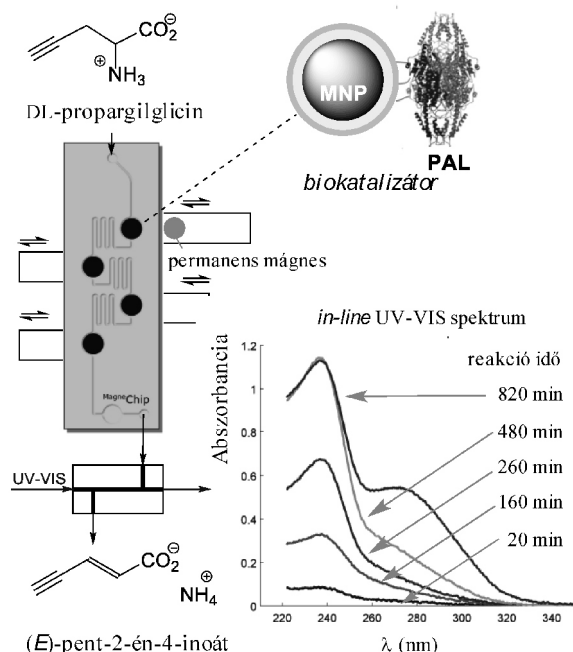 CO2⊖
⊕
NH3
DL-propargilglicin
MNP
PAL
biokatalizátor
permanens mágnes
MagneChip
UV-VIS
CO2⊖
⊕
NH4
(E)-pent-2-én-4-inoát
in-line UV-VIS spektrum
reakció idő
820 min
480 min
260 min
160 min
20 min
Abszorbancia
1.2
1
0.8
0.6
0.4
0.2
0
220 240 260 280 300 320 340
λ (nm)